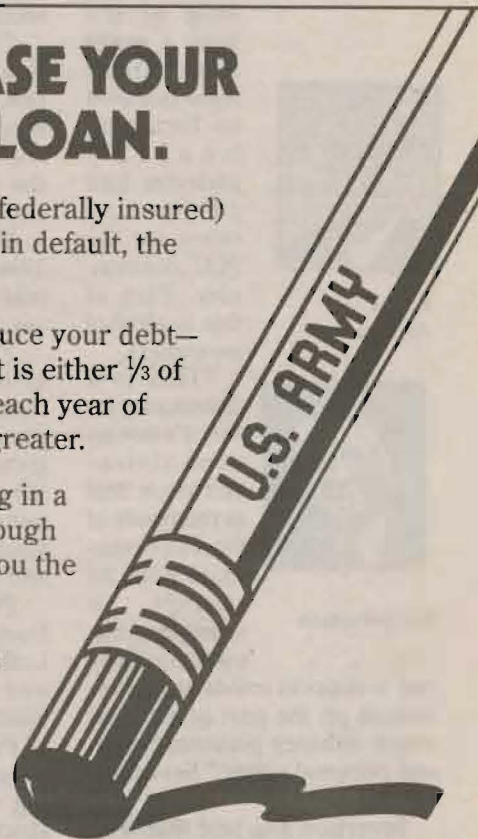 ASE YOUR
LOAN.
federally insured)
in default, the
uce your debt—
t is either ⅓ of
each year of
greater.
g in a
ough
ou the
U.S. ARMY